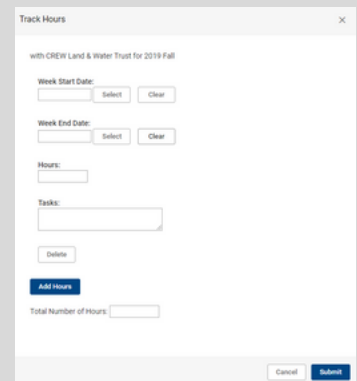 Track Hours ×
with CREW Land & Water Trust for 2019 Fall
Week Start Date:
Select Clear
Week End Date:
Select Clear
Hours:
Tasks:
Delete
Add Hours
Total Number of Hours:
Cancel Submit